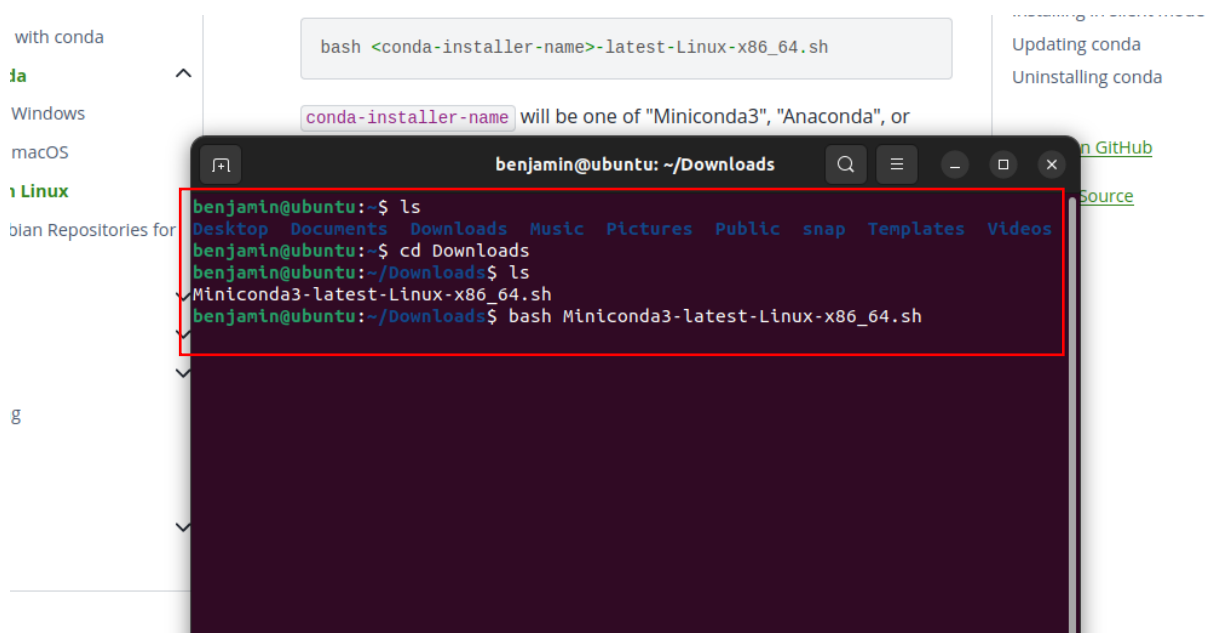 with conda
da
Windows
macOS
n Linux
bian Repositories for
g
bash <conda-installer-name>-latest-Linux-x86_64.sh
conda-installer-name will be one of "Miniconda3", "Anaconda", or
Updating conda
Uninstalling conda
n GitHub
Source
benjamin@ubuntu: ~/Downloads
benjamin@ubuntu:~$ ls
Desktop Documents Downloads Music Pictures Public snap Templates Videos
benjamin@ubuntu:~$ cd Downloads
benjamin@ubuntu:~/Downloads$ ls
Miniconda3-latest-Linux-x86_64.sh
benjamin@ubuntu:~/Downloads$ bash Miniconda3-latest-Linux-x86_64.sh